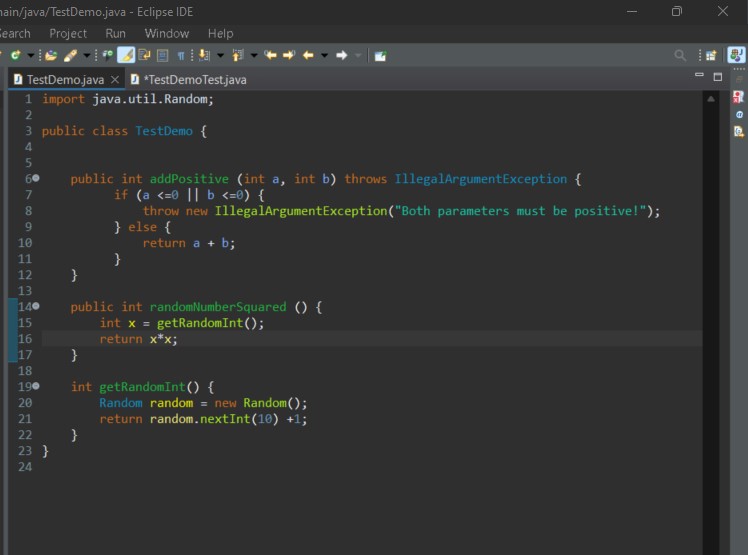 nain/java/TestDemo.java - Eclipse IDE
Search Project Run Window Help
TestDemo.java *TestDemoTest.java
1 import java.util.Random;
2
3 public class TestDemo {
4
5
6 public int addPositive (int a, int b) throws IllegalArgumentException {
7 if (a <=0 || b <=0) {
8 throw new IllegalArgumentException("Both parameters must be positive!");
9 } else {
10 return a + b;
11 }
12 }
13
14 public int randomNumberSquared () {
15 int x = getRandomInt();
16 return x*x;
17 }
18
19 int getRandomInt() {
20 Random random = new Random();
21 return random.nextInt(10) +1;
22 }
23 }
24